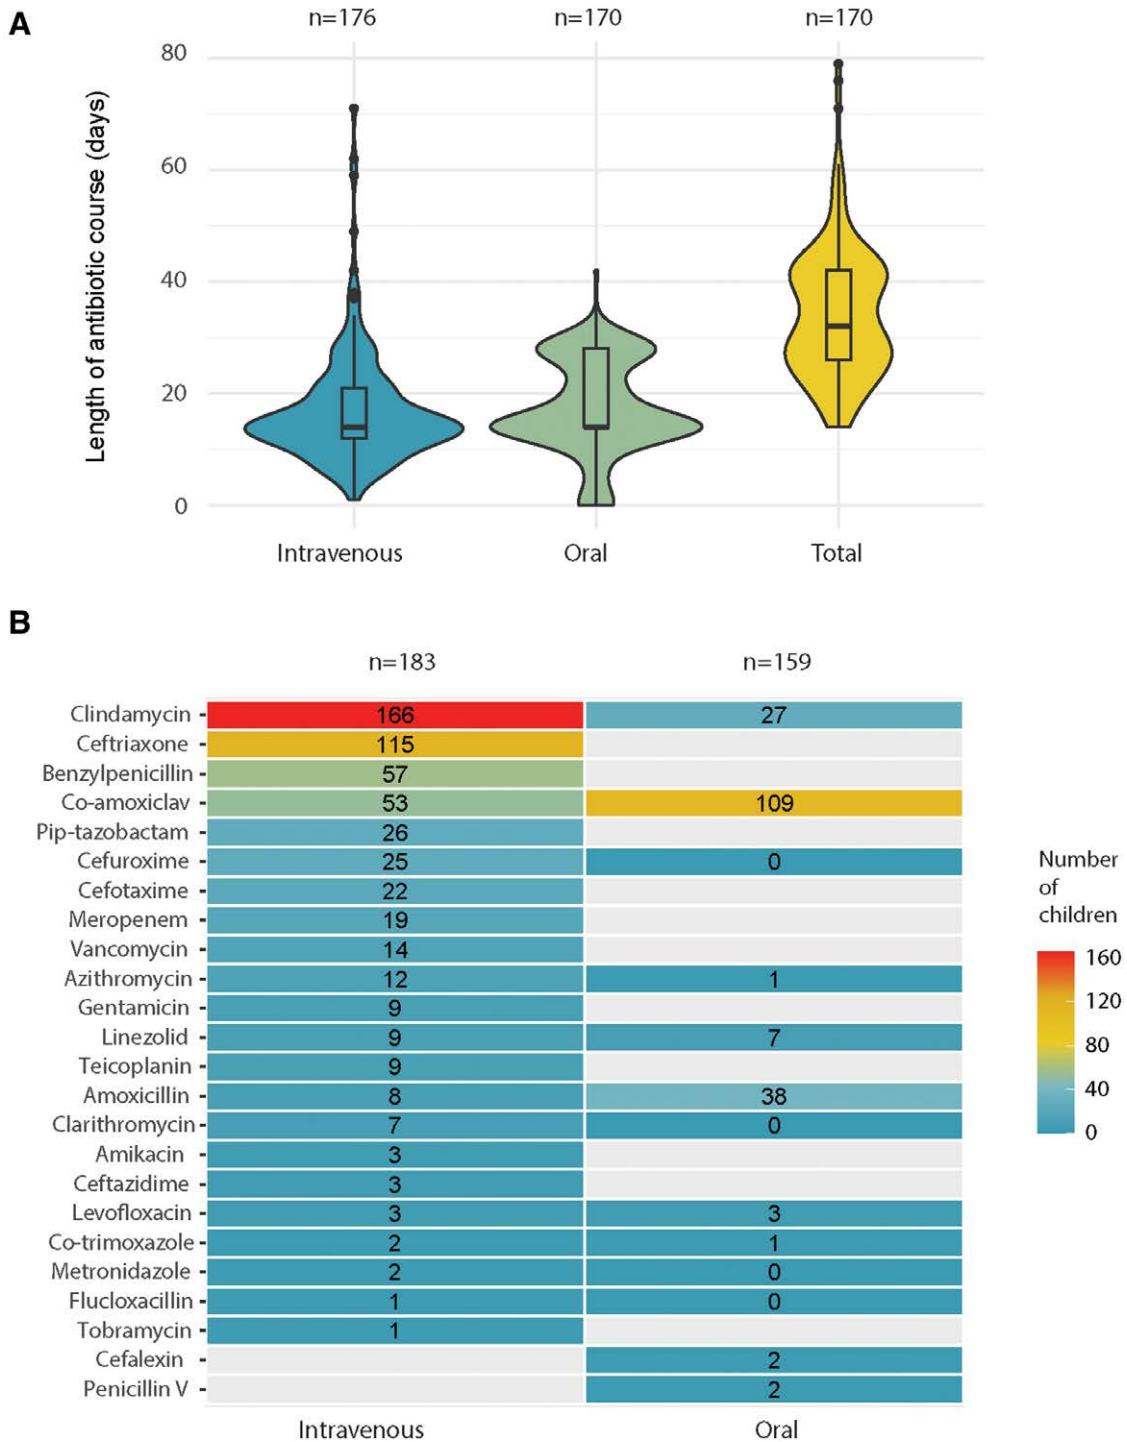 A
n=176 n=170 n=170
Length of antibiotic course (days)
80
60
40
20
0
Intravenous Oral Total
B
n=183 n=159
Clindamycin 166 27
Ceftriaxone 115
Benzylpenicillin 57
Co-amoxiclav 53 109
Pip-tazobactam 26
Cefuroxime 25 0
Cefotaxime 22
Meropenem 19
Vancomycin 14
Azithromycin 12 1
Gentamicin 9
Linezolid 9 7
Teicoplanin 9
Amoxicillin 8 38
Clarithromycin 7 0
Amikacin 3
Ceftazidime 3
Levofloxacin 3 3
Co-trimoxazole 2 1
Metronidazole 2 0
Flucloxacillin 1 0
Tobramycin 1
Cefalexin 2
Penicillin V 2
Intravenous Oral
Number
of
children
160
120
80
40
0